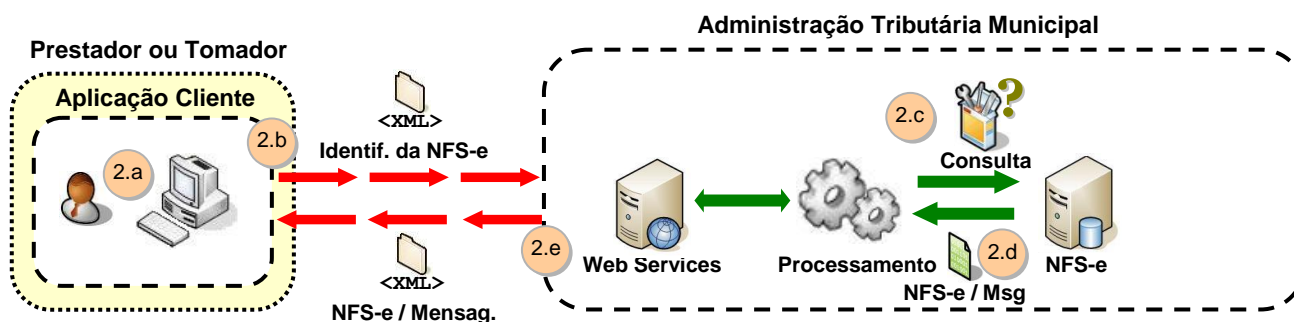 Administração Tributária Municipal
Prestador ou Tomador
Aplicação Cliente
2.a
2.b
<XML>
Identif. da NFS-e
2.c
?
Consulta
2.e
Web Services
Processamento
2.d
NFS-e
NFS-e / Msg
<XML>
NFS-e / Mensag.